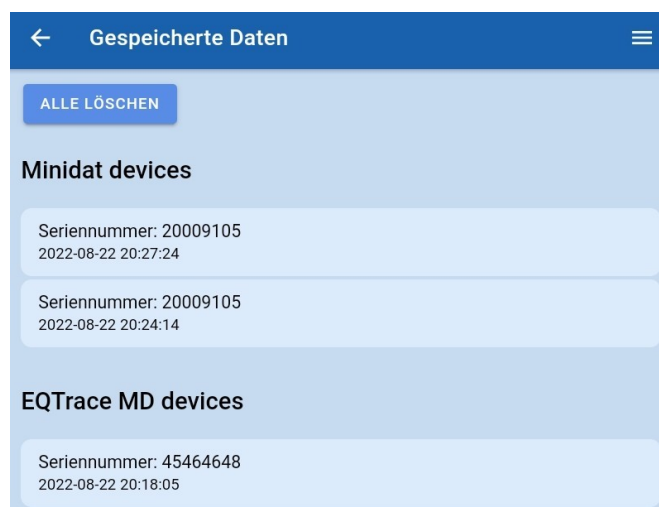 Gespeicherte Daten
ALLE LÖSCHEN
Minidat devices
Seriennummer: 20009105
2022-08-22 20:27:24
Seriennummer: 20009105
2022-08-22 20:24:14
EQTrace MD devices
Seriennummer: 45464648
2022-08-22 20:18:05